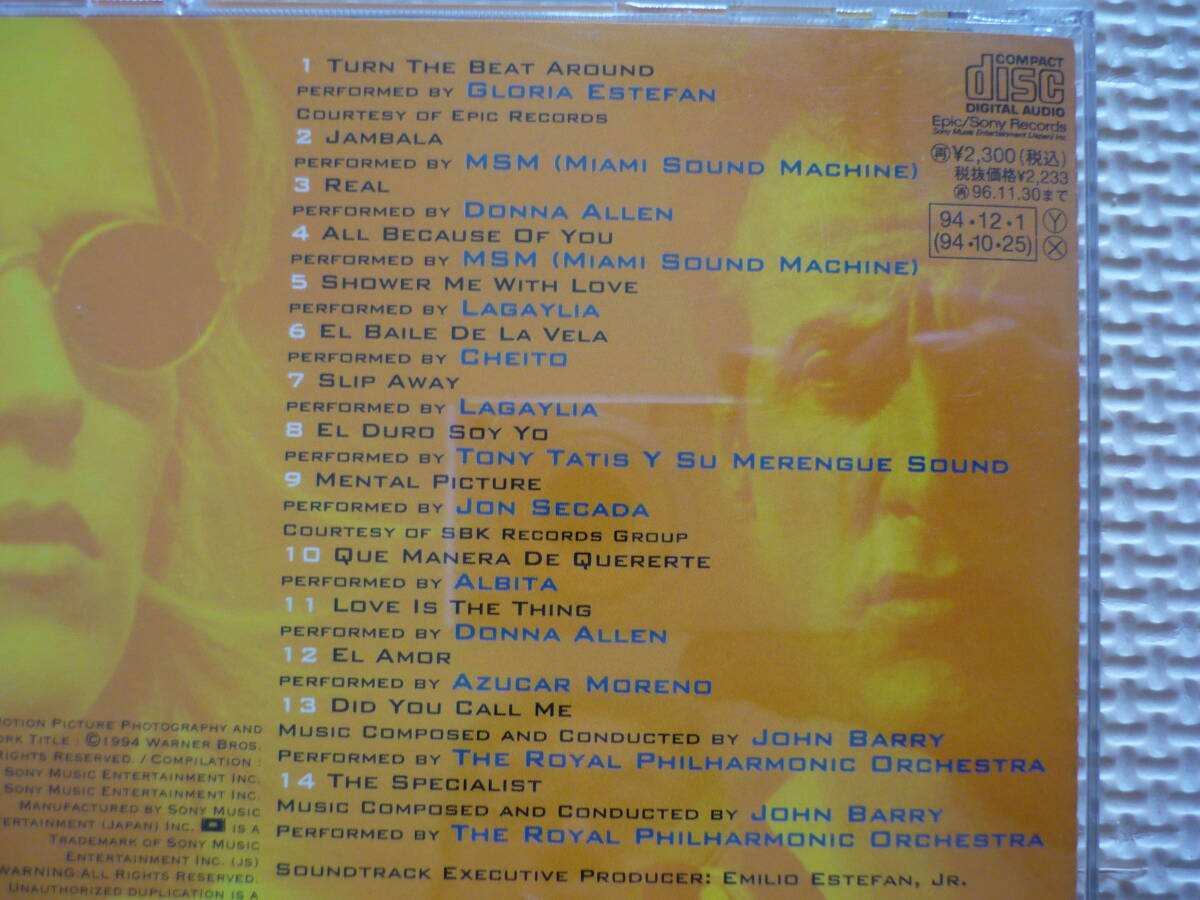 1 TURN THE BEAT AROUND
PERFORMED BY GLORIA ESTEFAN
COURTESY OF EPIC RECORDS
2 JAMBALA
PERFORMED BY MSM (MIAMI SOUND MACHINE)
3 REAL
PERFORMED BY DONNA ALLEN
4 ALL BECAUSE OF YOU
PERFORMED BY MSM (MIAMI SOUND MACHINE)
5 SHOWER ME WITH LOVE
PERFORMED BY LAGAYLIA
6 EL BAILE DE LA VELA
PERFORMED BY CHEITO
7 SLIP AWAY
PERFORMED BY LAGAYLIA
8 EL DURO SOY YO
PERFORMED BY TONY TATIS Y SU MERENGUE SOUND
9 MENTAL PICTURE
PERFORMED BY JON SECADA
COURTESY OF SBK RECORDS GROUP
10 QUE MANERA DE QUERERTE
PERFORMED BY ALBITA
11 LOVE IS THE THING
PERFORMED BY DONNA ALLEN
12 EL AMOR
PERFORMED BY AZUCAR MORENO
13 DID YOU CALL ME
MUSIC COMPOSED AND CONDUCTED BY JOHN BARRY
PERFORMED BY THE ROYAL PHILHARMONIC ORCHESTRA
14 THE SPECIALIST
MUSIC COMPOSED AND CONDUCTED BY JOHN BARRY
PERFORMED BY THE ROYAL PHILHARMONIC ORCHESTRA
SOUNDTRACK EXECUTIVE PRODUCER: EMILIO ESTEFAN, JR.
COMPACT
disc
DIGITAL AUDIO
Epic/Sony Records
Sony Music Entertainment (Japan) Inc.
再¥2,300(税込)
税抜価格¥2,233
再96.11.30まで
94・12・1 Y
(94・10・25) X
OTION PICTURE PHOTOGRAPHY AND
ORK TITLE : ©1994 WARNER BROS.
RIGHTS RESERVED. / COMPILATION :
SONY MUSIC ENTERTAINMENT INC.
SONY MUSIC ENTERTAINMENT INC.
MANUFACTURED BY SONY MUSIC
ERTAINMENT (JAPAN) INC. IS A
TRADEMARK OF SONY MUSIC
ENTERTAINMENT INC. (JS)
WARNING:ALL RIGHTS RESERVED.
UNAUTHORIZED DUPLICATION IS A